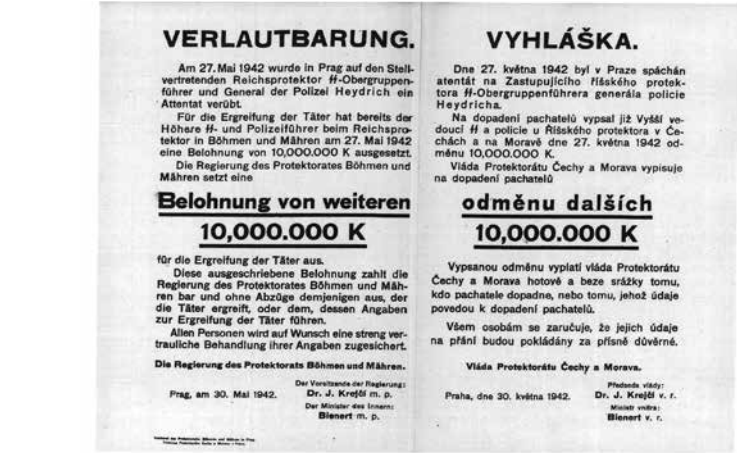 VERLAUTBARUNG.
Am 27. Mai 1942 wurde in Prag auf den Stell-
vertretenden Reichsprotektor ᛋᛋ-Obergruppen-
führer und General der Polizei Heydrich ein
Attentat verübt.
Für die Ergreifung der Täter hat bereits der
Höhere ᛋᛋ- und Polizeiführer beim Reichspro-
tektor in Böhmen und Mähren am 27. Mai 1942
eine Belohnung von 10,000.000 K ausgesetzt.
Die Regierung des Protektorates Böhmen und
Mähren setzt eine
Belohnung von weiteren
10,000.000 K
für die Ergreifung der Täter aus.
Diese ausgeschriebene Belohnung zahlt die
Regierung des Protektorates Böhmen und Mäh-
ren bar und ohne Abzüge demjenigen aus, der
die Täter ergreift, oder dem, dessen Angaben
zur Ergreifung der Täter führen.
Allen Personen wird auf Wunsch eine streng ver-
trauliche Behandlung ihrer Angaben zugesichert.
Die Regierung des Protektorats Böhmen und Mähren.
Der Vorsitzende der Regierung:
Prag, am 30. Mai 1942. Dr. J. Krejčí m. p.
Der Minister des Innern:
Bienert m. p.
VYHLÁŠKA.
Dne 27. května 1942 byl v Praze spáchán
atentát na Zastupujícího říšského protek-
tora ᛋᛋ-Obergruppenführera generála policie
Heydricha.
Na dopadení pachatelů vypsal již Vyšší ve-
doucí ᛋᛋ a policie u Říšského protektora v Če-
chách a na Moravě dne 27. května 1942 od-
měnu 10,000.000 K.
Vláda Protektorátu Čechy a Morava vypisuje
na dopadení pachatelů
odměnu dalších
10,000.000 K
Vypsanou odměnu vyplatí vláda Protektorátu
Čechy a Morava hotově a beze srážky tomu,
kdo pachatele dopadne, nebo tomu, jehož údaje
povedou k dopadení pachatelů.
Všem osobám se zaručuje, že jejich údaje
na přání budou pokládány za přísně důvěrné.
Vláda Protektorátu Čechy a Morava.
Předseda vlády:
Praha, dne 30. května 1942. Dr. J. Krejčí v. r.
Ministr vnitra:
Bienert v. r.